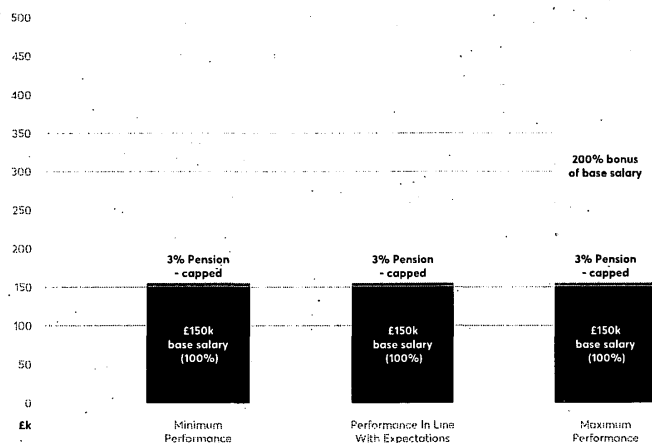 500
450
400
350
300
250
200
150
100
50
0
£k
200% bonus
of base salary
3% Pension
- capped
3% Pension
- capped
3% Pension
- capped
£150k
base salary
(100%)
£150k
base salary
(100%)
£150k
base salary
(100%)
Minimum
Performance
Performance In Line
With Expectations
Maximum
Performance